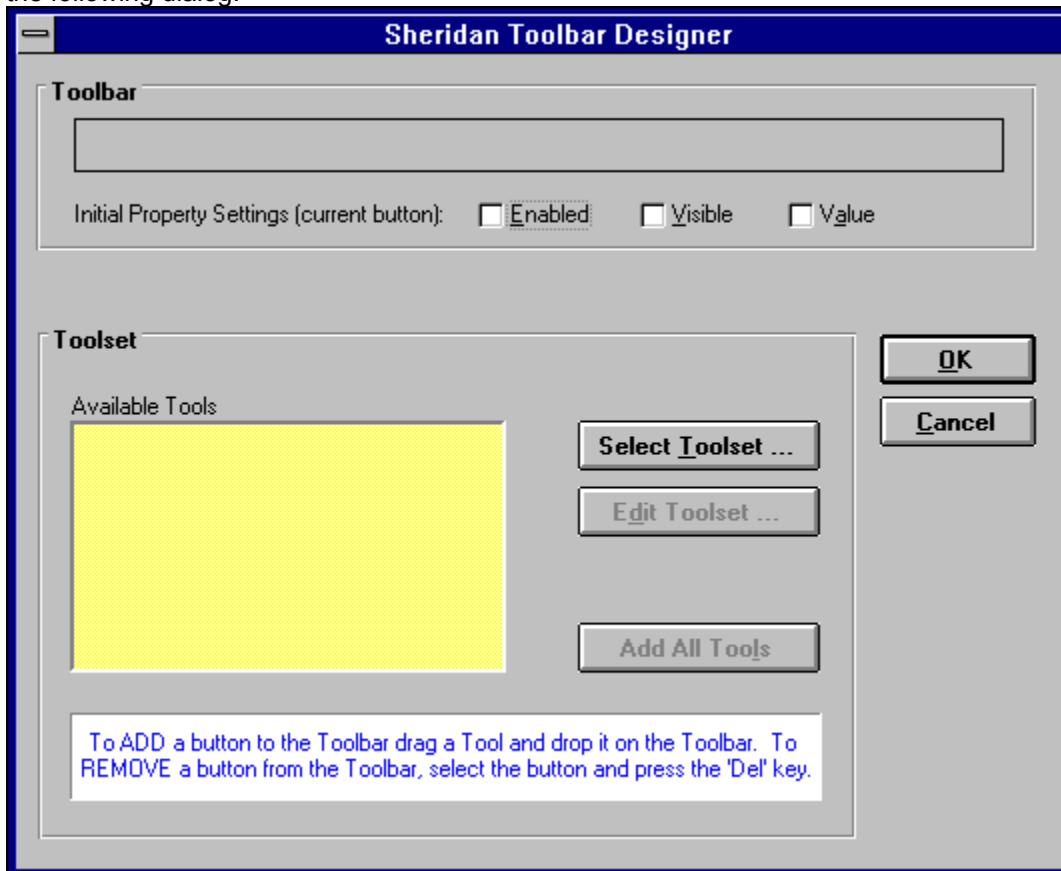 the following dialog:
Sheridan Toolbar Designer
Toolbar
Initial Property Settings (current button): Enabled Visible Value
Toolset
Available Tools
Select Toolset ...
Edit Toolset ...
Add All Tools
OK
Cancel
To ADD a button to the Toolbar drag a Tool and drop it on the Toolbar. To
REMOVE a button from the Toolbar, select the button and press the 'Del' key.